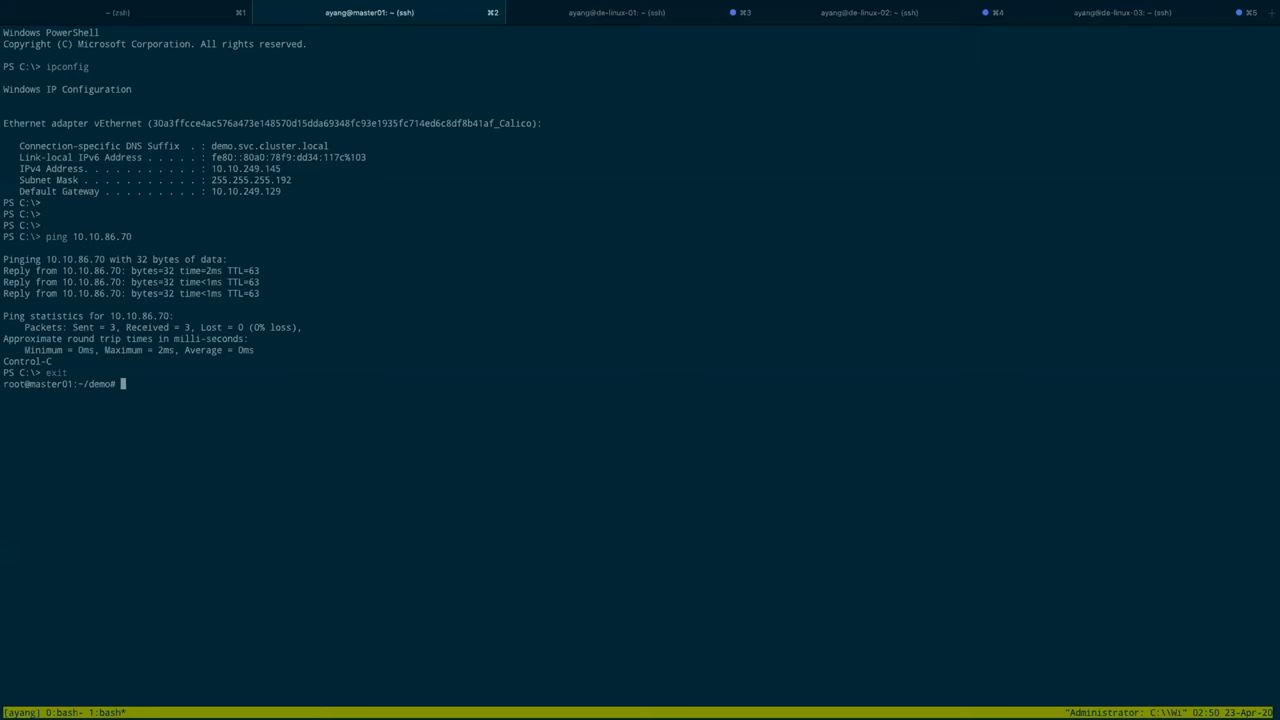 ~ (zsh) ⌘1 ayang@master01: ~ (ssh) ⌘2 ayang@de-linux-01: ~ (ssh) ⌘3 ayang@de-linux-02: ~ (ssh) ⌘4 ayang@de-linux-03: ~ (ssh) ⌘5 +
Windows PowerShell
Copyright (C) Microsoft Corporation. All rights reserved.
PS C:\> ipconfig
Windows IP Configuration
Ethernet adapter vEthernet (30a3ffcce4ac576a473e148570d15dda69348fc93e1935fc714ed6c8df8b41af_Calico):
Connection-specific DNS Suffix  . : demo.svc.cluster.local
Link-local IPv6 Address . . . . . : fe80::80a0:78f9:dd34:117c%103
IPv4 Address. . . . . . . . . . . : 10.10.249.145
Subnet Mask . . . . . . . . . . . : 255.255.255.192
Default Gateway . . . . . . . . . : 10.10.249.129
PS C:\>
PS C:\>
PS C:\>
PS C:\> ping 10.10.86.70
Pinging 10.10.86.70 with 32 bytes of data:
Reply from 10.10.86.70: bytes=32 time=2ms TTL=63
Reply from 10.10.86.70: bytes=32 time<1ms TTL=63
Reply from 10.10.86.70: bytes=32 time<1ms TTL=63
Ping statistics for 10.10.86.70:
Packets: Sent = 3, Received = 3, Lost = 0 (0% loss),
Approximate round trip times in milli-seconds:
Minimum = 0ms, Maximum = 2ms, Average = 0ms
Control-C
PS C:\> exit
root@master01:~/demo#
[ayang] 0:bash- 1:bash* "Administrator: C:\\Wi" 02:50 23-Apr-20